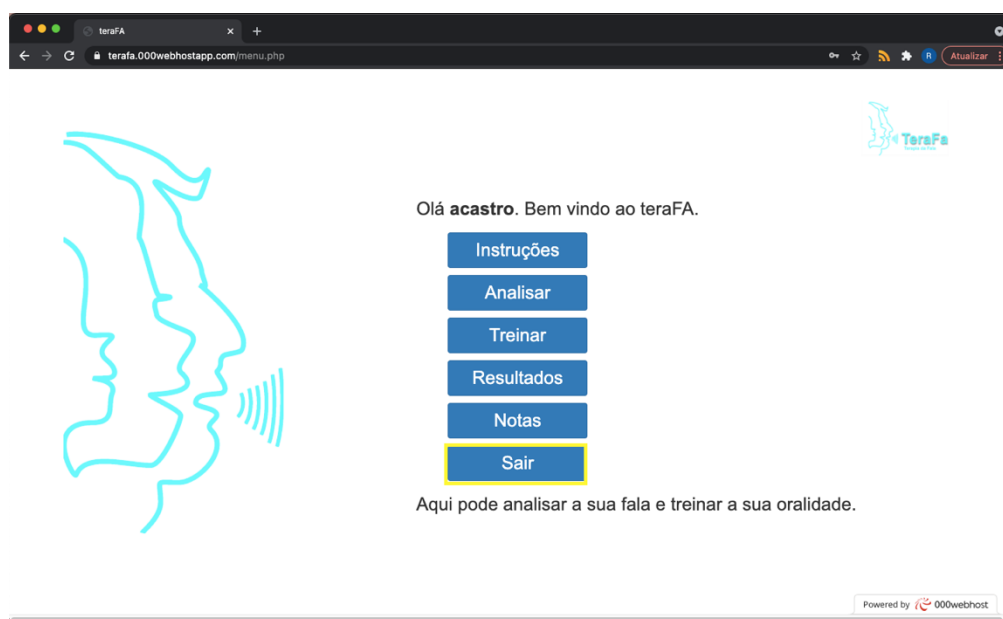 teraFA
terafa.000webhostapp.com/menu.php
R
Atualizar
TeraFa
Olá acastro. Bem vindo ao teraFA.
Instruções
Analisar
Treinar
Resultados
Notas
Sair
Aqui pode analisar a sua fala e treinar a sua oralidade.
Powered by 000webhost